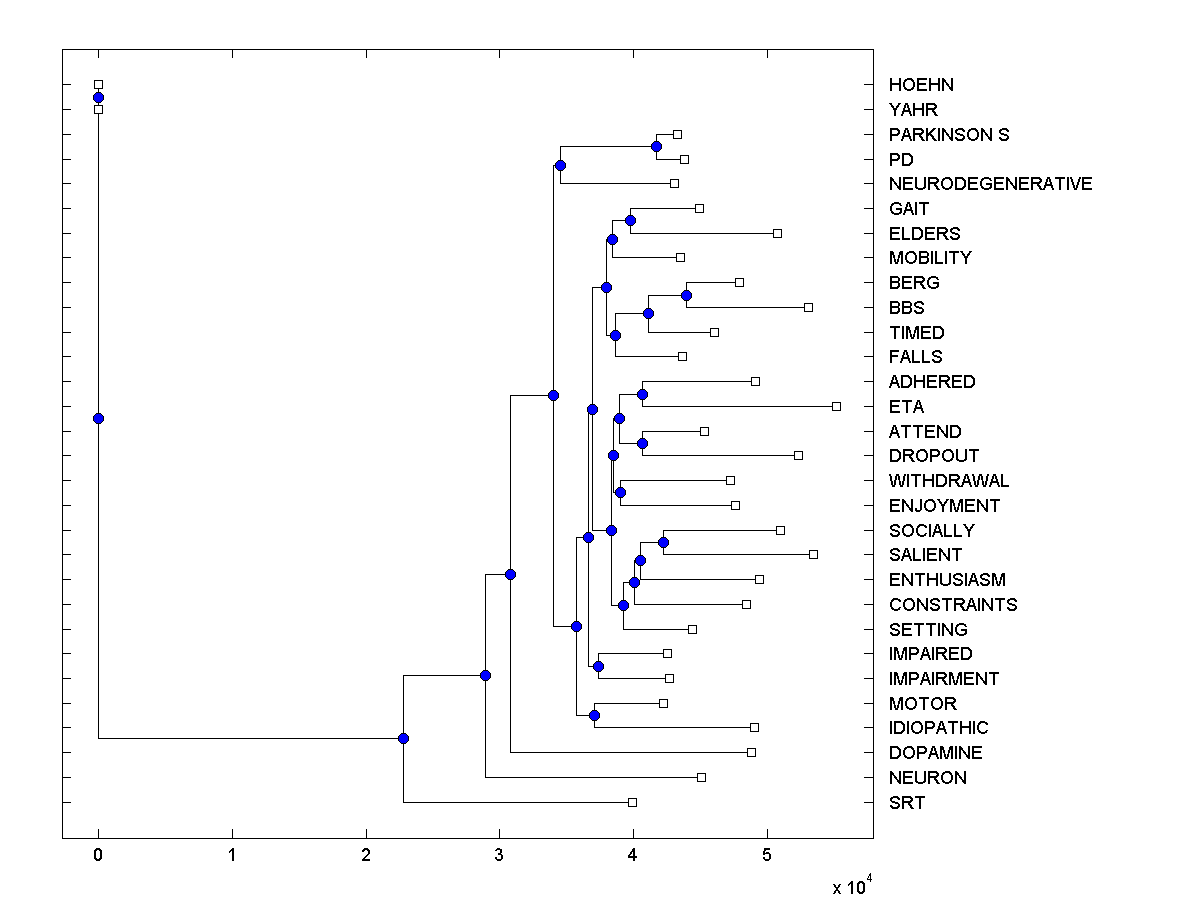 HOEHN
YAHR
PARKINSON S
PD
NEURODEGENERATIVE
GAIT
ELDERS
MOBILITY
BERG
BBS
TIMED
FALLS
ADHERED
ETA
ATTEND
DROPOUT
WITHDRAWAL
ENJOYMENT
SOCIALLY
SALIENT
ENTHUSIASM
CONSTRAINTS
SETTING
IMPAIRED
IMPAIRMENT
MOTOR
IDIOPATHIC
DOPAMINE
NEURON
SRT
0 1 2 3 4 5
x 10^4